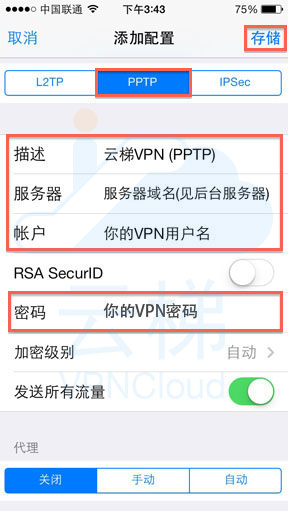 中国联通 下午3:43 75%
取消 添加配置 存储
L2TP PPTP IPSec
描述 云梯VPN (PPTP)
服务器 服务器域名(见后台服务器)
帐户 你的VPN用户名
RSA SecurID
密码 你的VPN密码
云梯
加密级别 自动
VPNCloud
发送所有流量
代理
关闭 手动 自动